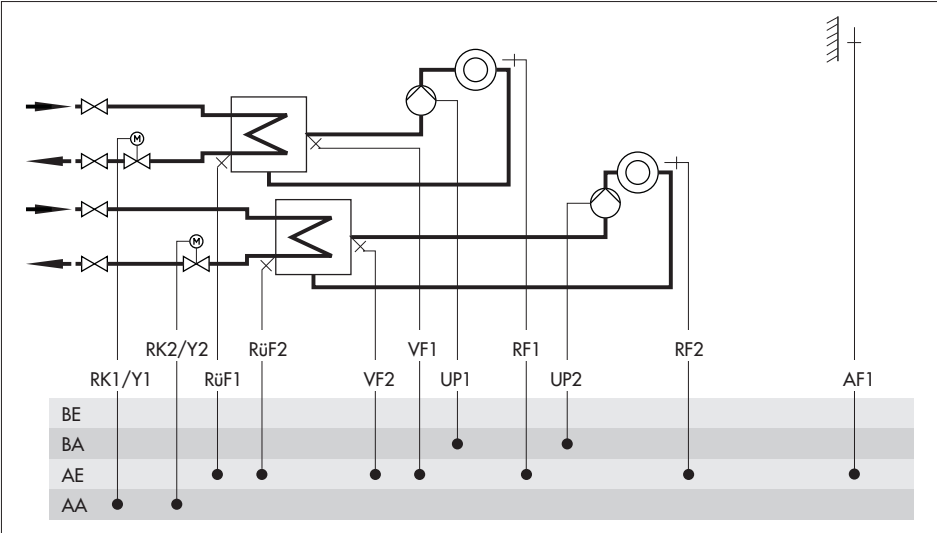 M
M
RK2/Y2 RüF2 VF1 RF1 RF2
RK1/Y1 RüF1 VF2 UP1 UP2 AF1
BE
BA
AE
AA